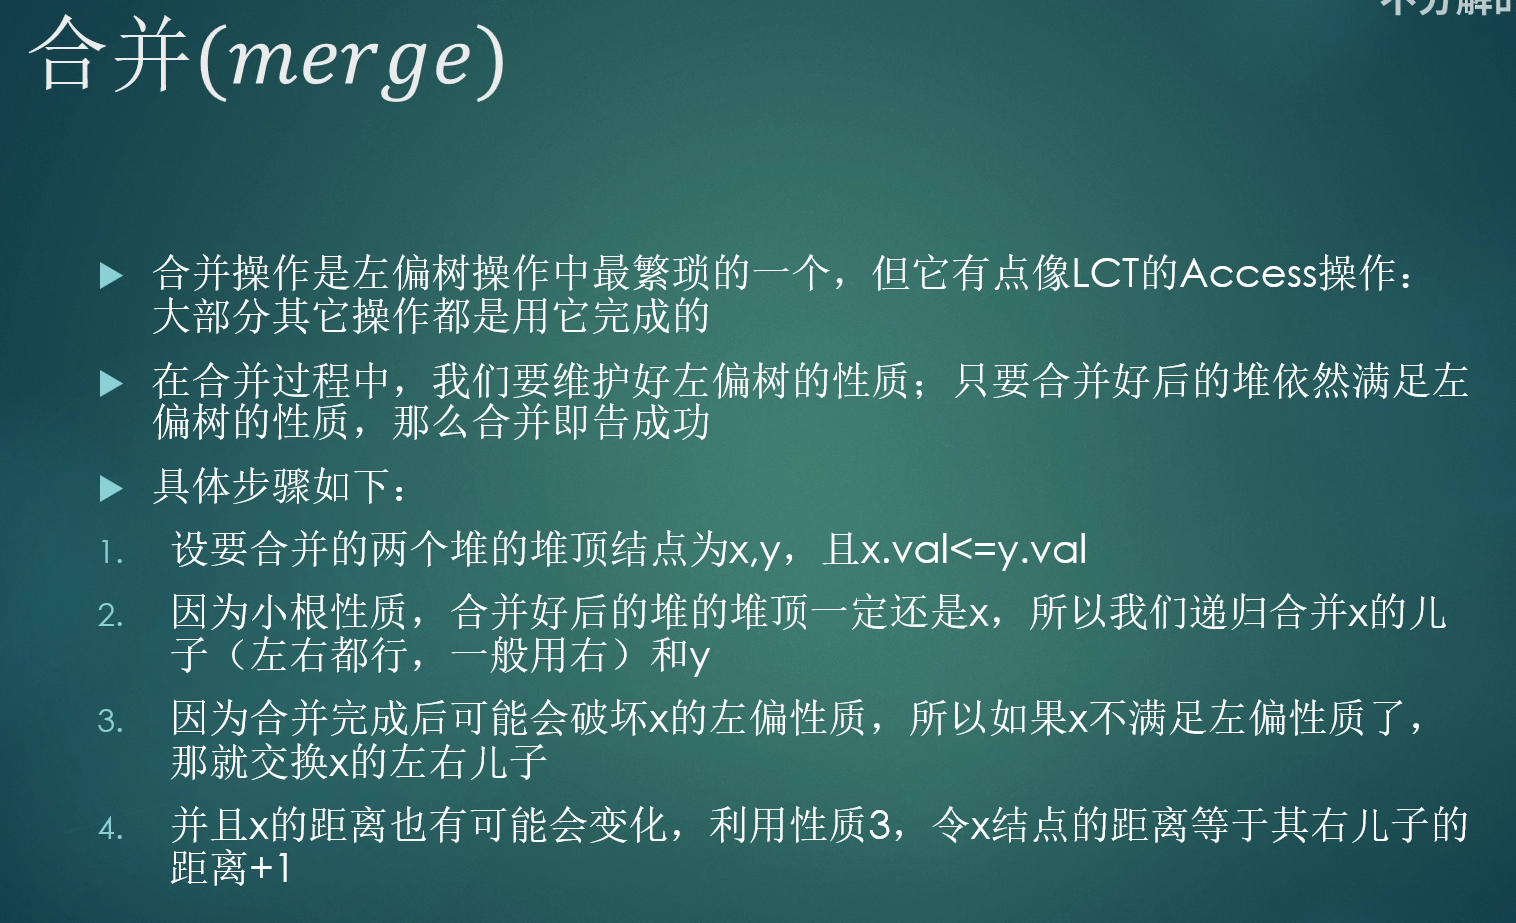 不分解的
合并(merge)
▶ 合并操作是左偏树操作中最繁琐的一个，但它有点像LCT的Access操作：
大部分其它操作都是用它完成的
▶ 在合并过程中，我们要维护好左偏树的性质；只要合并好后的堆依然满足左
偏树的性质，那么合并即告成功
▶ 具体步骤如下：
1. 设要合并的两个堆的堆顶结点为x,y，且x.val<=y.val
2. 因为小根性质，合并好后的堆的堆顶一定还是x，所以我们递归合并x的儿
子（左右都行，一般用右）和y
3. 因为合并完成后可能会破坏x的左偏性质，所以如果x不满足左偏性质了，
那就交换x的左右儿子
4. 并且x的距离也有可能会变化，利用性质3，令x结点的距离等于其右儿子的
距离+1